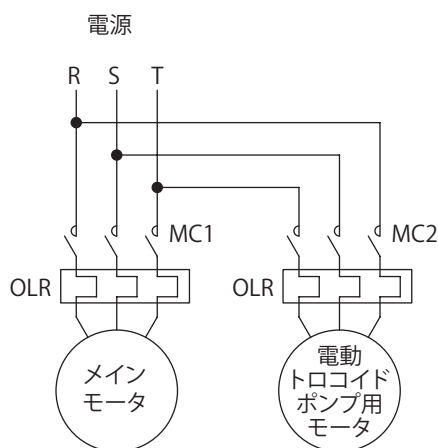 電源
R S T
MC1
MC2
OLR
OLR
メイン
モータ
電動
トロコイド
ポンプ用
モータ